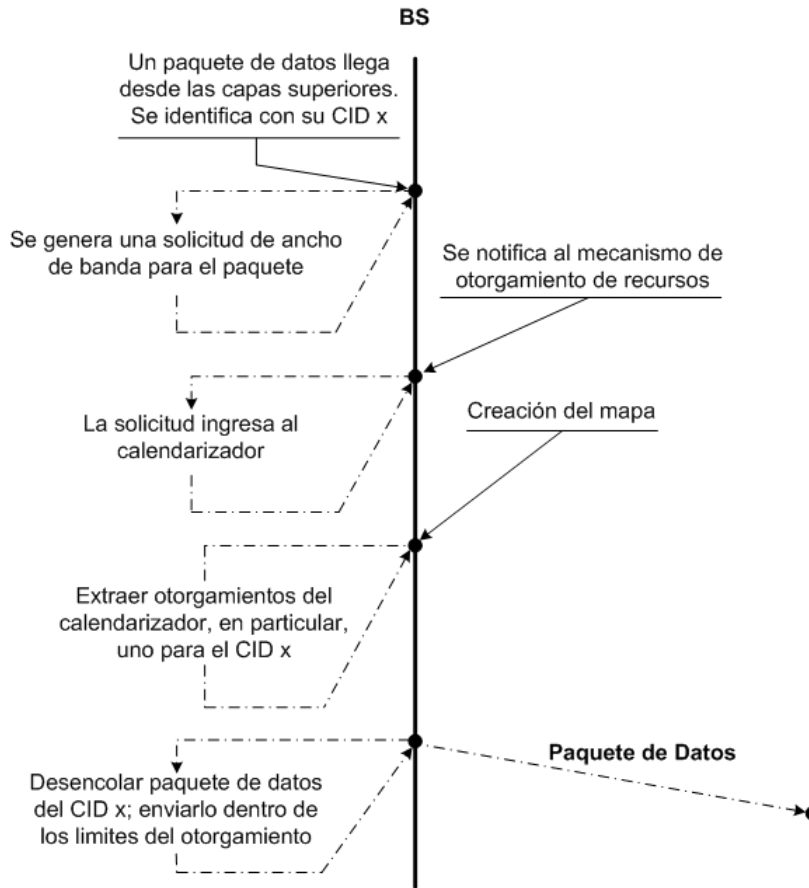 BS
Un paquete de datos llega
desde las capas superiores.
Se identifica con su CID x
Se genera una solicitud de ancho
de banda para el paquete
Se notifica al mecanismo de
otorgamiento de recursos
La solicitud ingresa al
calendarizador
Creación del mapa
Extraer otorgamientos del
calendarizador, en particular,
uno para el CID x
Paquete de Datos
Desencolar paquete de datos
del CID x; enviarlo dentro de
los limites del otorgamiento